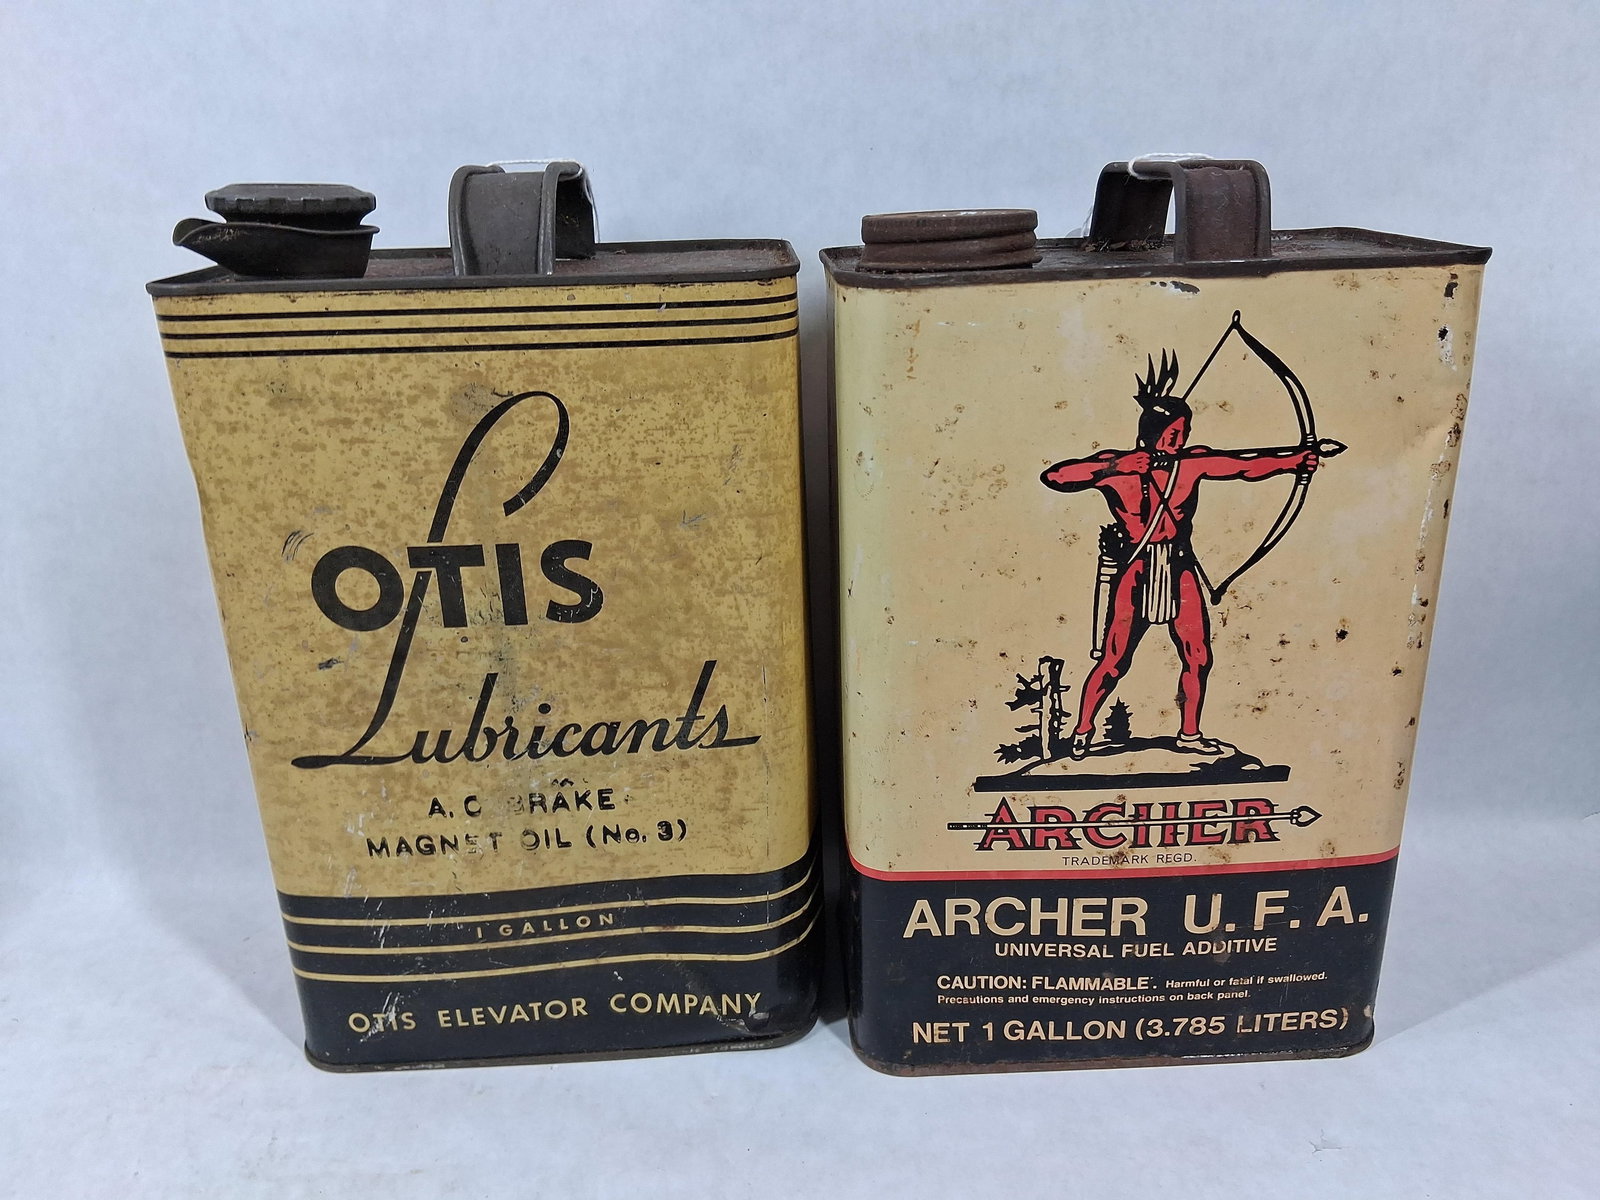 OTIS
Lubricants
A.C. BRAKE
MAGNET OIL (No. 3)
1 GALLON
OTIS ELEVATOR COMPANY
ARCHER
TRADEMARK REGD.
ARCHER U.F.A.
UNIVERSAL FUEL ADDITIVE
CAUTION: FLAMMABLE. Harmful or fatal if swallowed.
Precautions and emergency instructions on back panel.
NET 1 GALLON (3.785 LITERS)